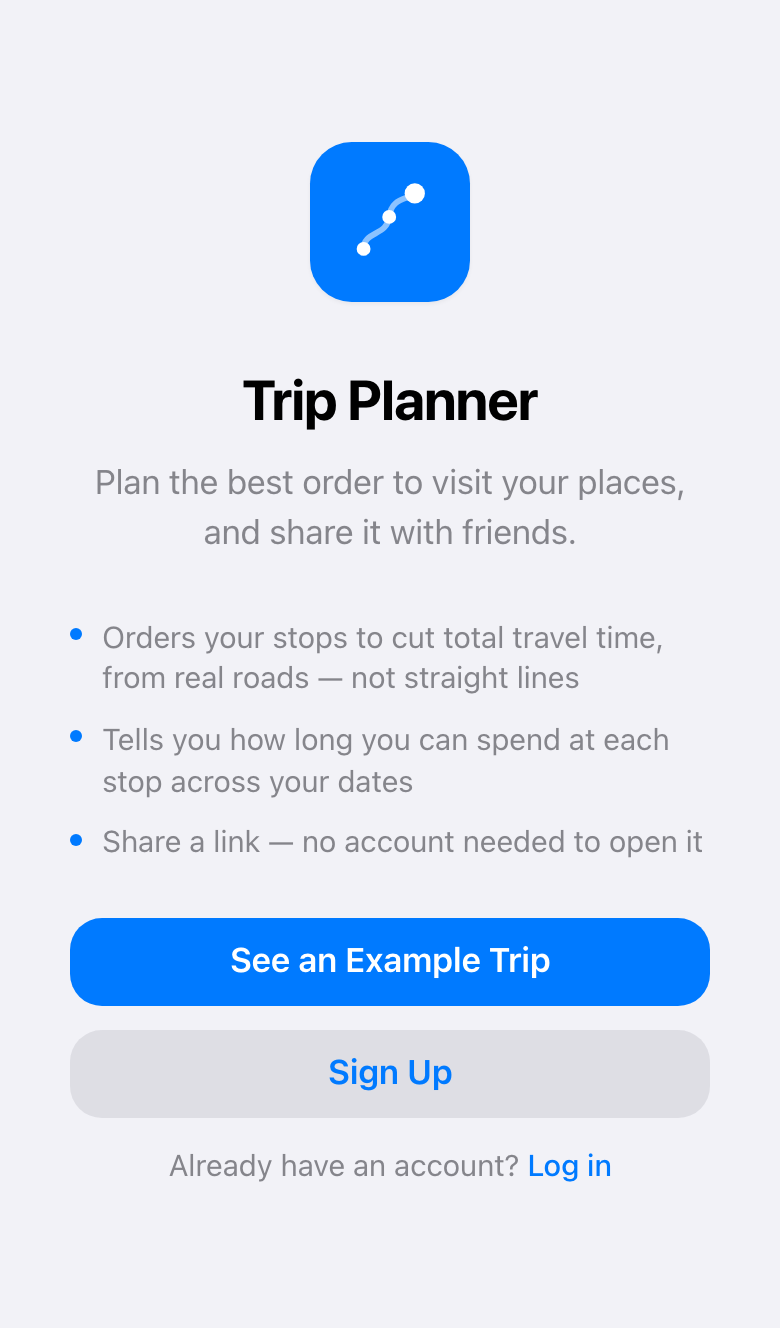 Trip Planner
Plan the best order to visit your places,
and share it with friends.
Orders your stops to cut total travel time,
from real roads — not straight lines
Tells you how long you can spend at each
stop across your dates
Share a link — no account needed to open it
See an Example Trip
Sign Up
Already have an account? Log in